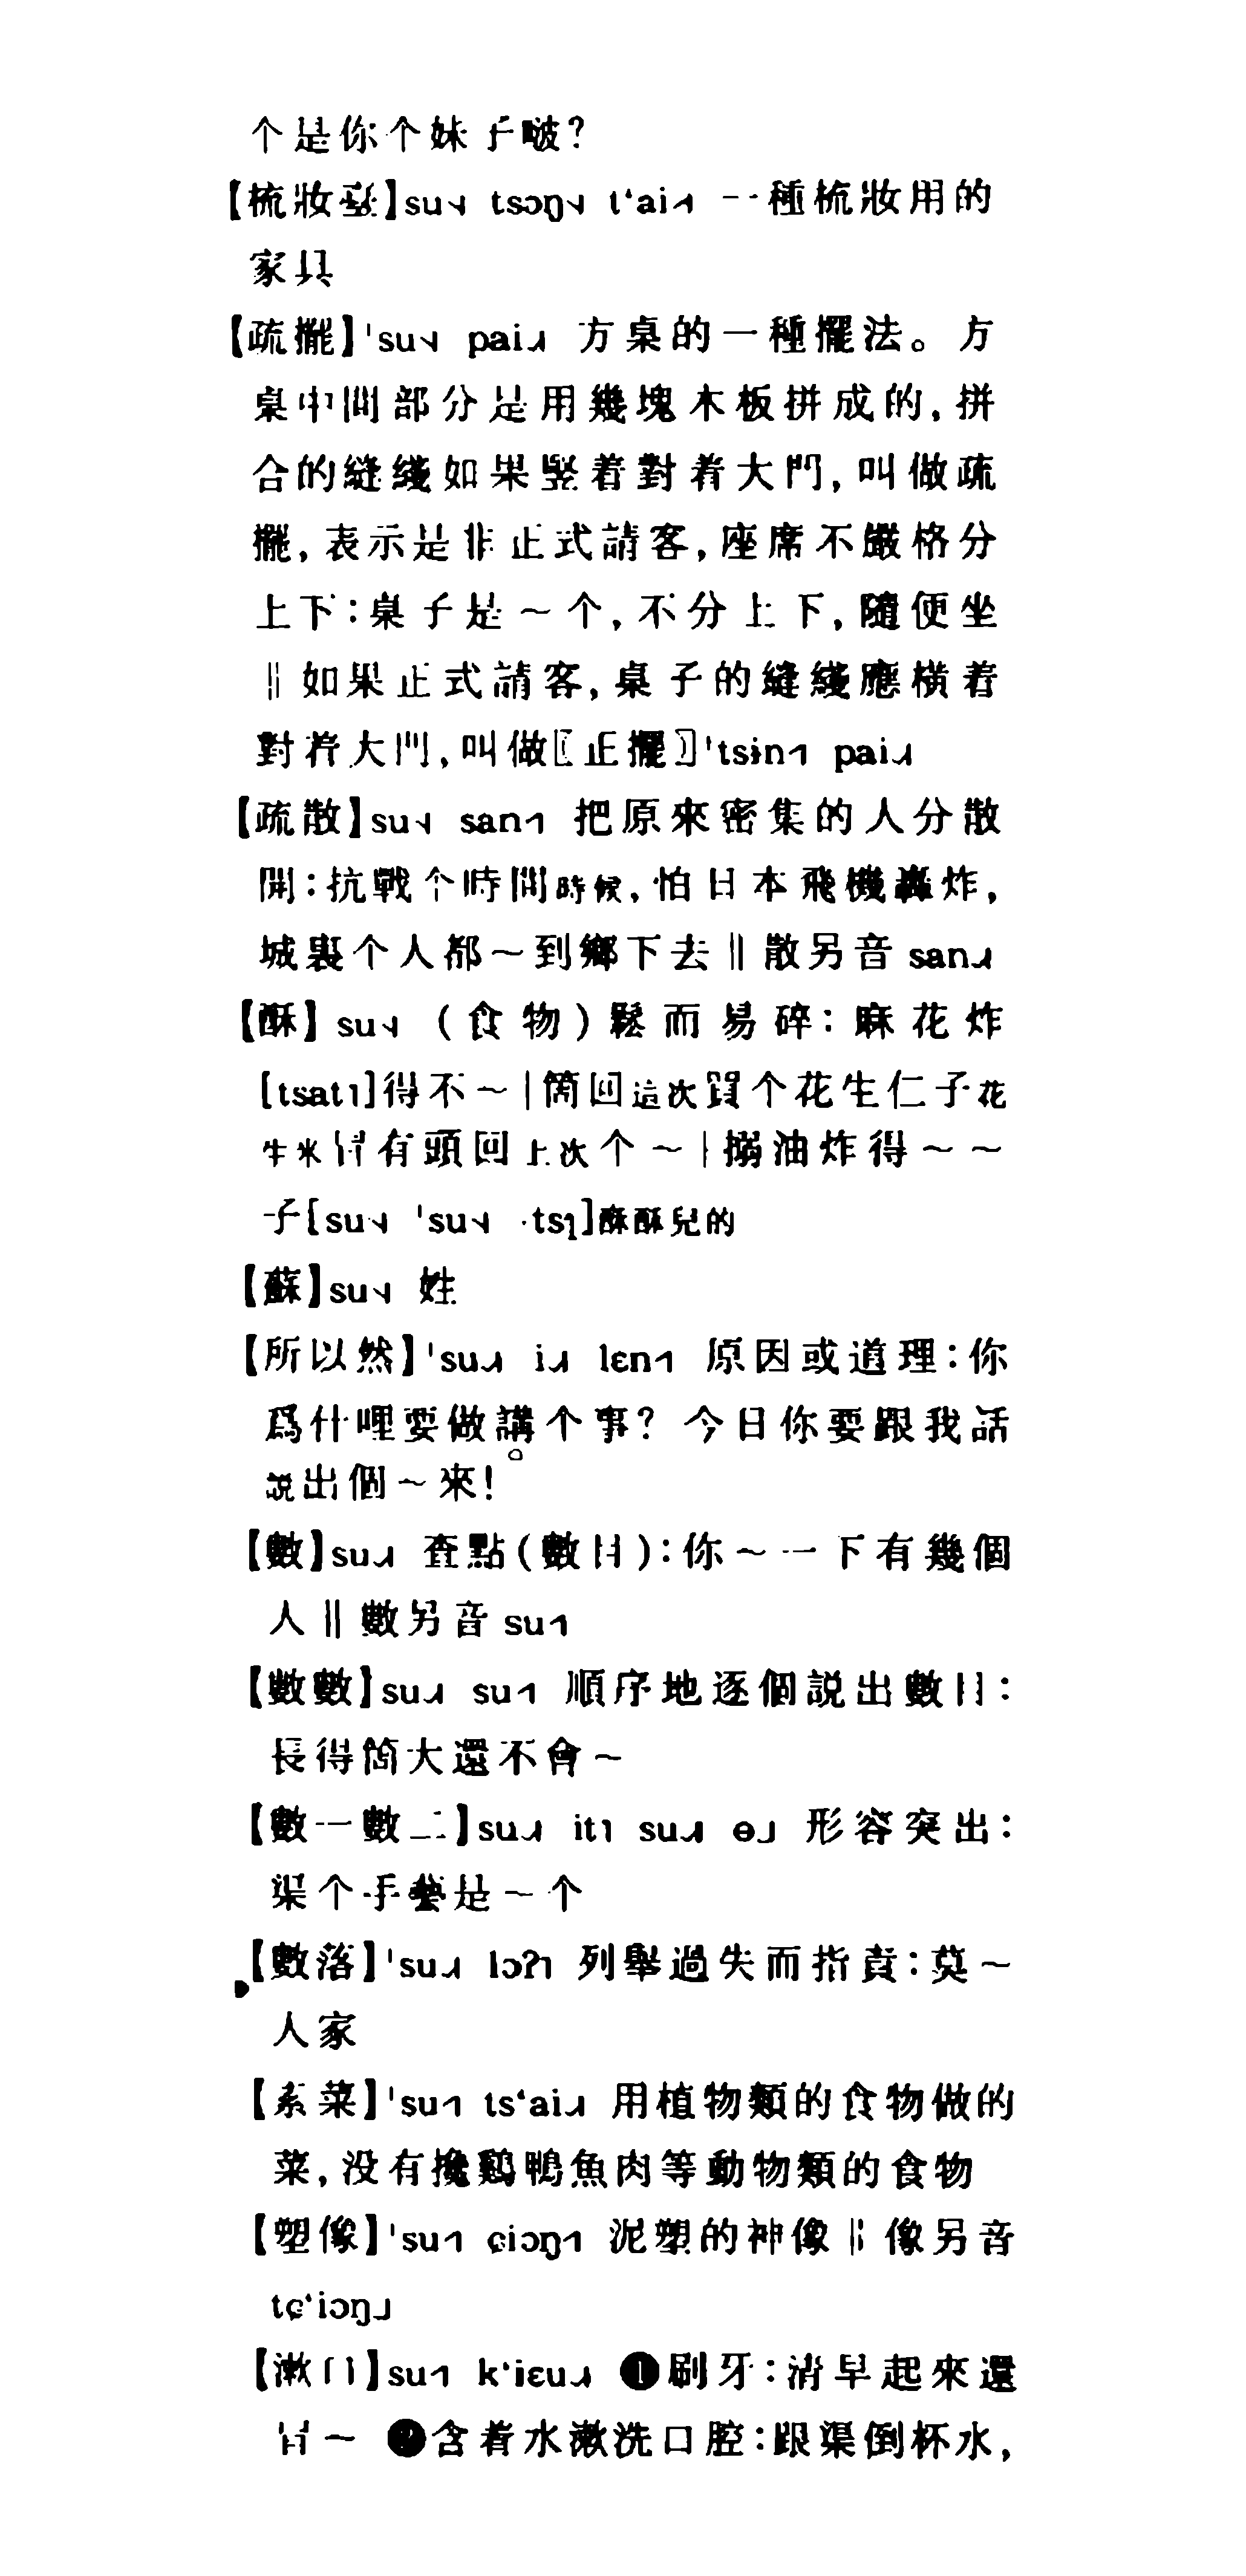 个是你个妹子啵?
【梳妝臺】su˧ tsɔŋ˧ t‘ai˧ 一種梳妝用的
家具
【疏擺】ˈsu˧ pai˩ 方桌的一種擺法。方
桌中間部分是用幾塊木板拼成的,拼
合的縫綫如果竪着對着大門,叫做疏
擺,表示是非正式請客,座席不嚴格分
上下:桌子是～个,不分上下,隨便坐
‖如果正式請客,桌子的縫綫應橫着
對着大門,叫做〖正擺〗ˈtsɨn˧ pai˩
【疏散】su˧ san˧ 把原來密集的人分散
開:抗戰个時間時候,怕日本飛機轟炸,
城裏个人都～到鄉下去‖散另音 san˩
【酥】su˧ (食物)鬆而易碎:麻花炸
[tsat˥]得不～|箇回這次買个花生仁子花
生米冇有頭回上次个～|搦油炸得～～
子[su˧ ˈsu˧ ·tsɿ]酥酥兒的
【蘇】su˧ 姓
【所以然】ˈsu˩ i˩ lɛn˧ 原因或道理:你
爲什哩要做講个事? 今日你要跟我話
説出個～來!
【數】su˩ 查點(數目):你～一下有幾個
人‖數另音 su˧
【數數】su˩ su˧ 順序地逐個説出數目:
長得箇大還不會～
【數一數二】su˩ it˥ su˩ ɵ˩ 形容突出:
渠个手藝是～个
【數落】ˈsu˩ lɔʔ˥ 列舉過失而指責:莫～
人家
【素菜】ˈsu˧ ts‘ai˩ 用植物類的食物做的
菜,没有攙鷄鴨魚肉等動物類的食物
【塑像】ˈsu˧ ɕiɔŋ˧ 泥塑的神像‖像另音
tɕ‘iɔŋ˩
【漱口】su˧ k‘iɛu˩ ❶刷牙:清早起來還
冇～ ❷含着水漱洗口腔:跟渠倒杯水,